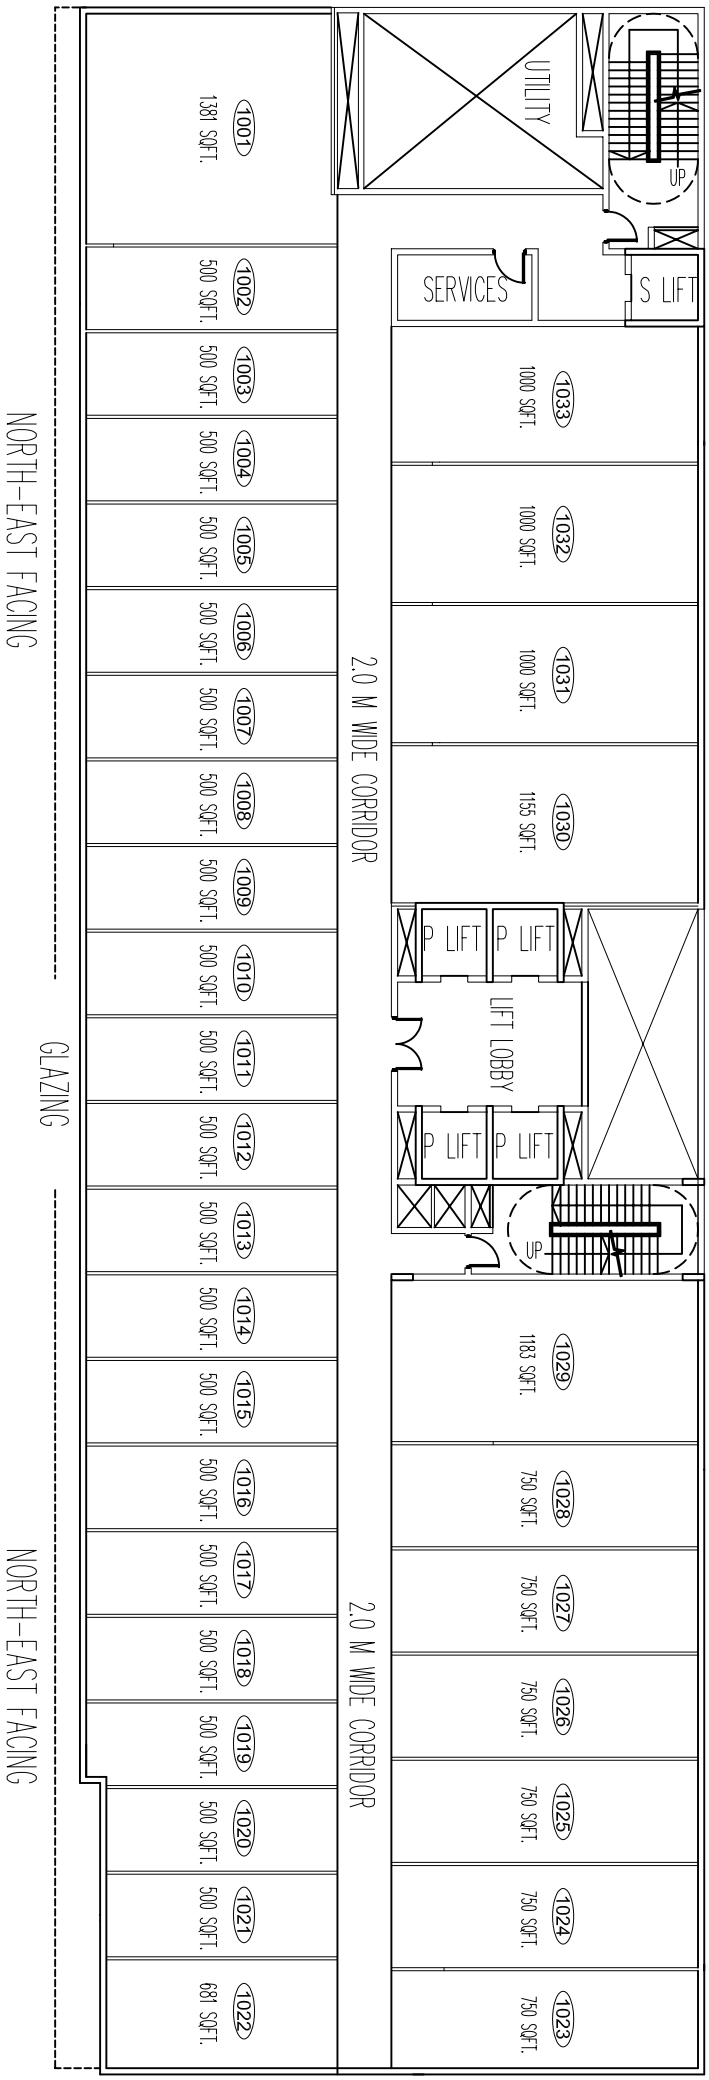 UTILITY
UP
SERVICES
S LIFT
1001
1381 SQFT.
1002
500 SQFT.
1003
500 SQFT.
1004
500 SQFT.
1005
500 SQFT.
1006
500 SQFT.
1007
500 SQFT.
1008
500 SQFT.
1009
500 SQFT.
1010
500 SQFT.
1011
500 SQFT.
1012
500 SQFT.
1013
500 SQFT.
1014
500 SQFT.
1015
500 SQFT.
1016
500 SQFT.
1017
500 SQFT.
1018
500 SQFT.
1019
500 SQFT.
1020
500 SQFT.
1021
500 SQFT.
1022
681 SQFT.
2.0 M WIDE CORRIDOR
2.0 M WIDE CORRIDOR
1033
1000 SQFT.
1032
1000 SQFT.
1031
1000 SQFT.
1030
1155 SQFT.
P LIFT
P LIFT
LIFT LOBBY
P LIFT
P LIFT
UP
1029
1183 SQFT.
1028
750 SQFT.
1027
750 SQFT.
1026
750 SQFT.
1025
750 SQFT.
1024
750 SQFT.
1023
750 SQFT.
NORTH-EAST FACING
GLAZING
NORTH-EAST FACING